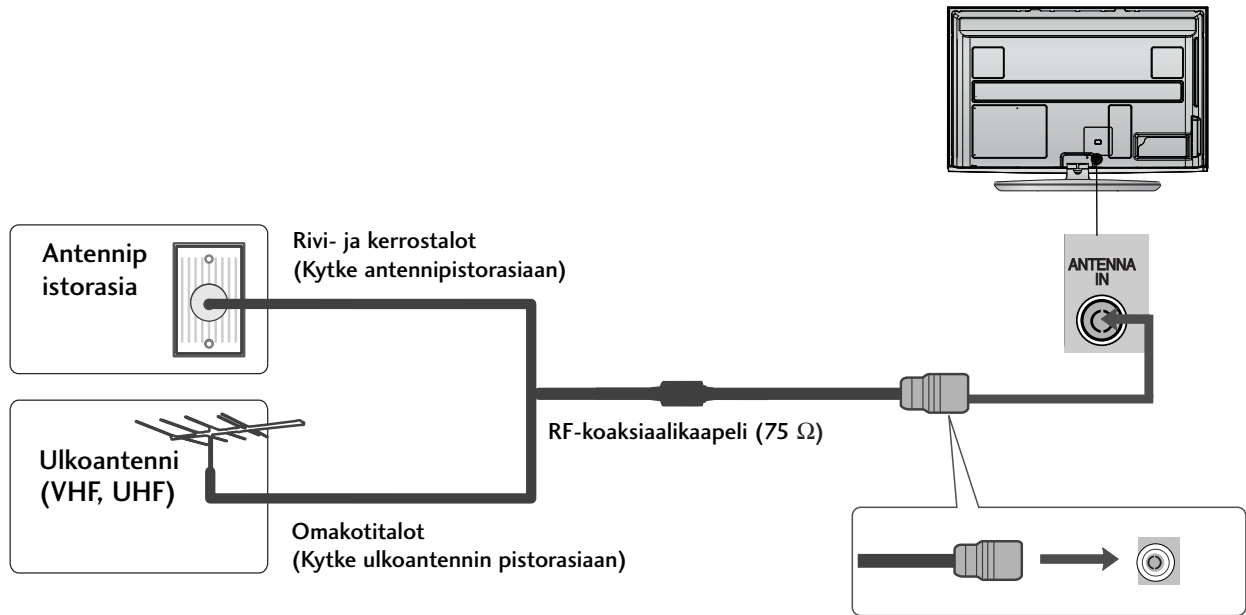 ANTENNA
IN
Antennip
istorasia
Rivi- ja kerrostalot
(Kytke antennipistorasiaan)
RF-koaksiaalikaapeli (75 Ω)
Ulkoantenni
(VHF, UHF)
Omakotitalot
(Kytke ulkoantennin pistorasiaan)